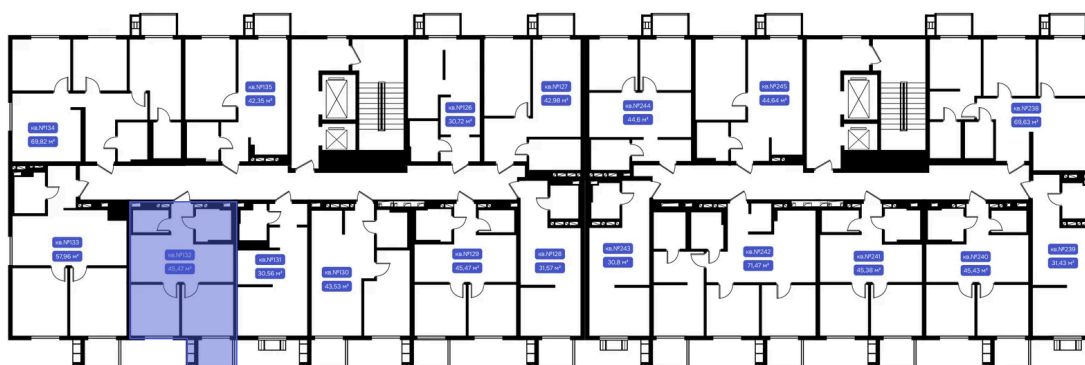 кв.№135
42,35 м²
кв.№127
42,98 м²
кв.№245
44,64 м²
кв.№126
30,72 м²
кв.№244
44,6 м²
кв.№238
69,63 м²
кв.№134
69,82 м²
кв.№133
57,96 м²
кв.№132
45,47 м²
кв.№131
30,56 м²
кв.№130
43,53 м²
кв.№129
45,47 м²
кв.№128
31,57 м²
кв.№243
30,8 м²
кв.№242
71,47 м²
кв.№241
45,38 м²
кв.№240
45,43 м²
кв.№239
31,43 м²